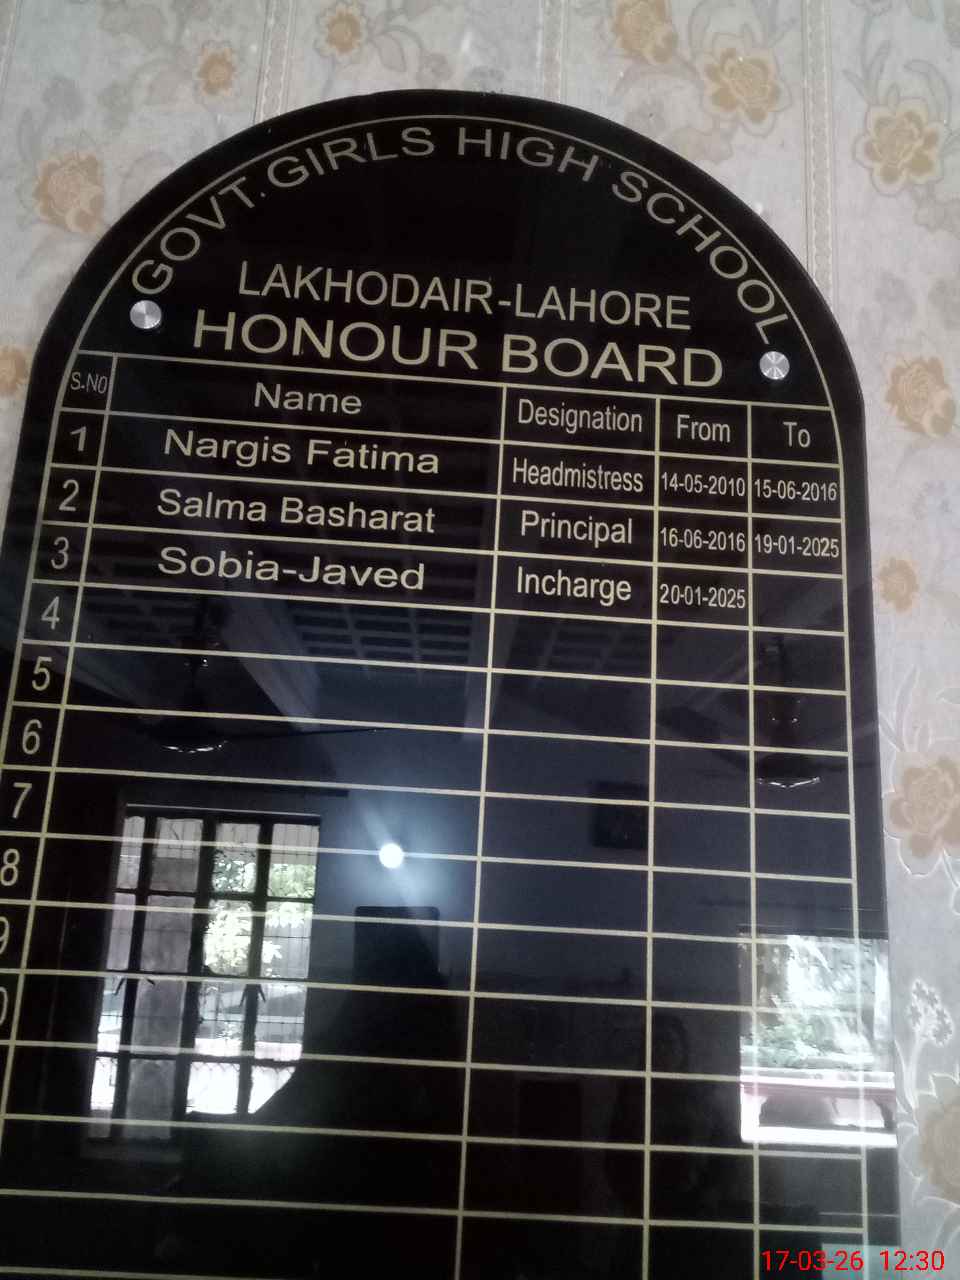 GOVT. GIRLS HIGH SCHOOL
LAKHODAIR-LAHORE
HONOUR BOARD
S.NO Name Designation From To
1 Nargis Fatima Headmistress 14-05-2010 15-06-2016
2 Salma Basharat Principal 16-06-2016 19-01-2025
3 Sobia-Javed Incharge 20-01-2025
4
5
6
7
8
9
0
17-03-26 12:30